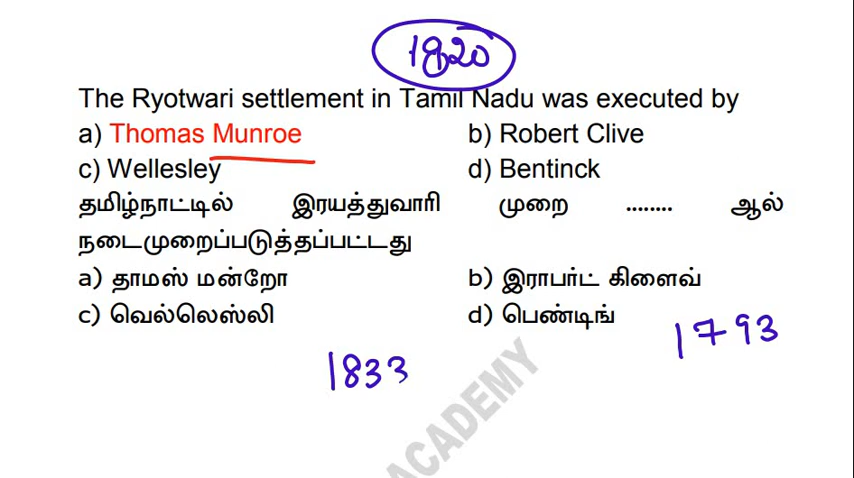 1820
The Ryotwari settlement in Tamil Nadu was executed by
a) Thomas Munroe b) Robert Clive
c) Wellesley d) Bentinck
தமிழ்நாட்டில் இரயத்துவாரி முறை ........ ஆல்
நடைமுறைப்படுத்தப்பட்டது
a) தாமஸ் மன்றோ b) இராபர்ட் கிளைவ்
c) வெல்லெஸ்லி d) பெண்டிங்
1793
1833
ACADEMY